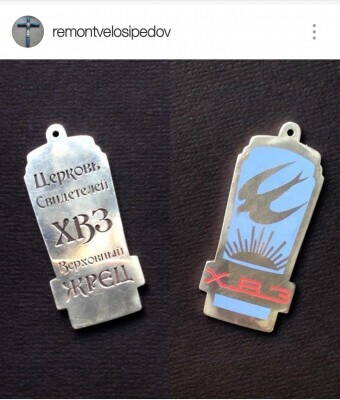 remontvelosipedov
Церковь
Свидетелей
ХВЗ
Верховный
ЖРЕЦ
ХВЗ